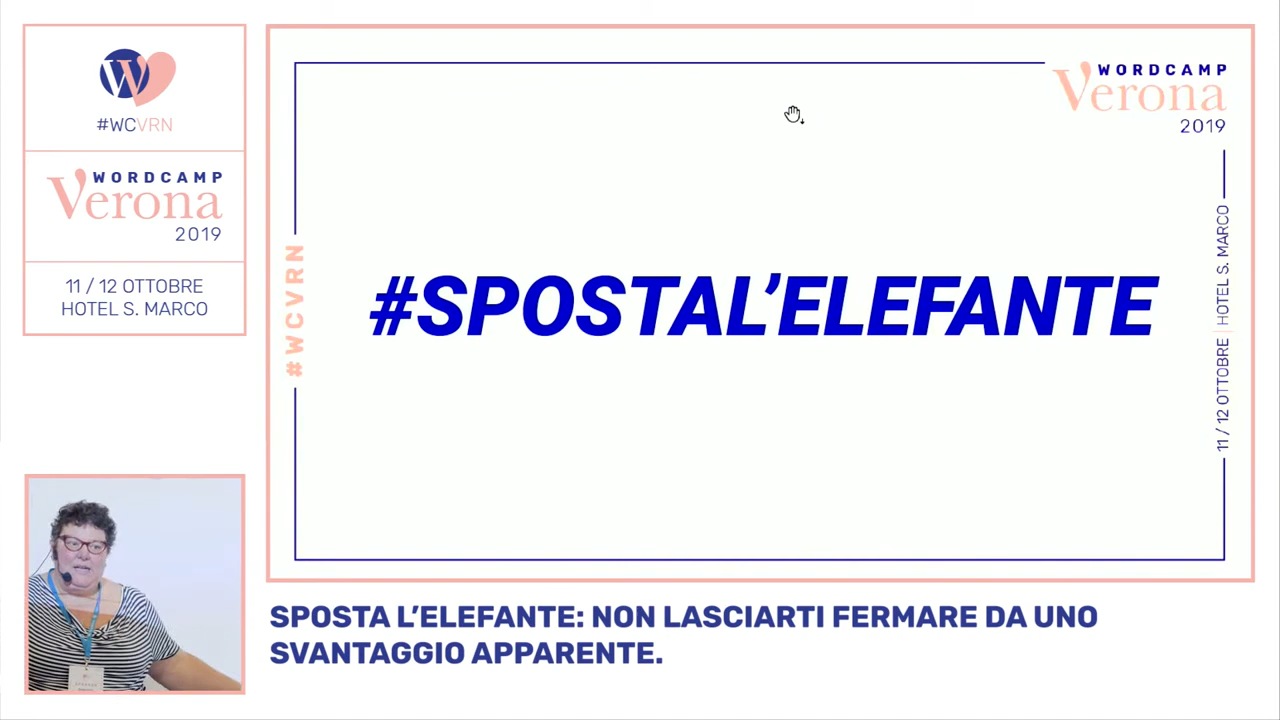 #WCVRN
WORDCAMP
Verona
2019
11 / 12 OTTOBRE
HOTEL S. MARCO
WORDCAMP
Verona
2019
#WCVRN
#SPOSTAL'ELEFANTE
11 / 12 OTTOBRE | HOTEL S. MARCO
SPOSTA L'ELEFANTE: NON LASCIARTI FERMARE DA UNO
SVANTAGGIO APPARENTE.